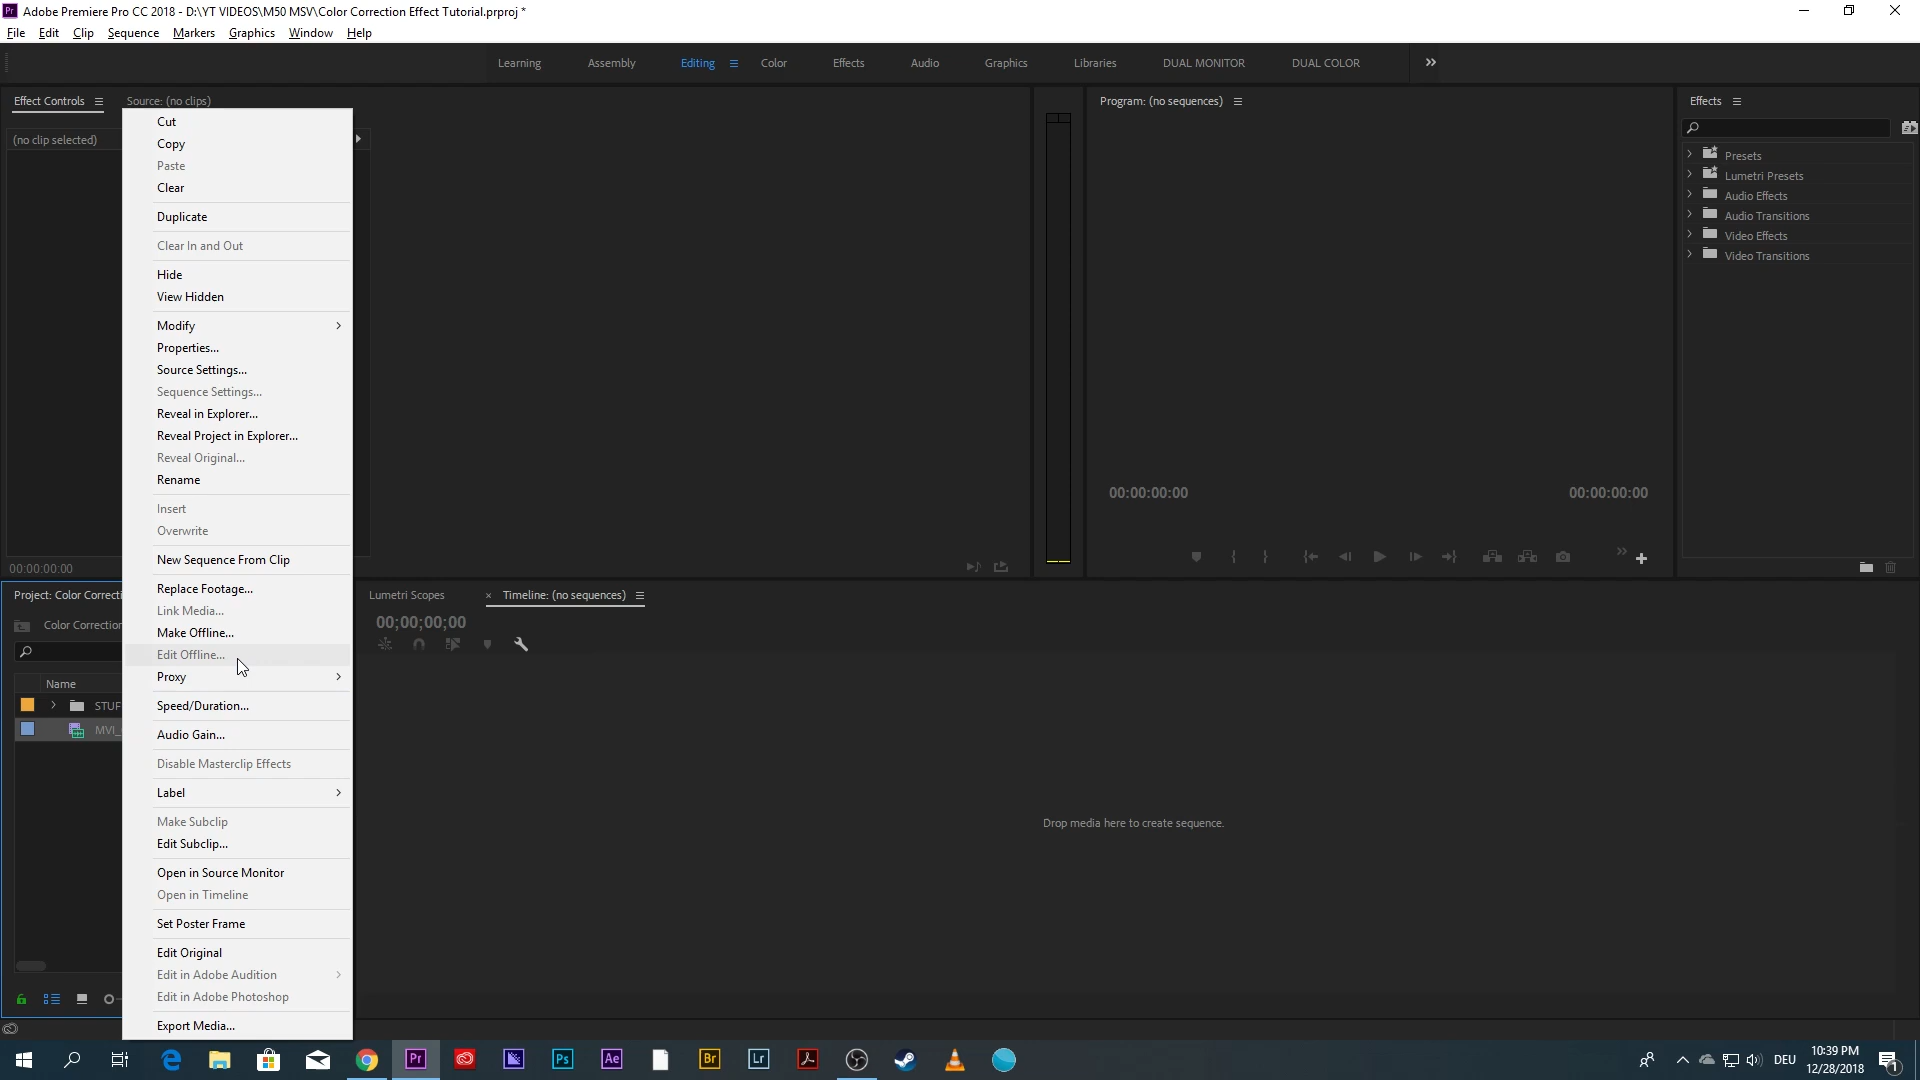 Adobe Premiere Pro CC 2018 - D:\YT VIDEOS\M50 MSV\Color Correction Effect Tutorial.prproj *
File Edit Clip Sequence Markers Graphics Window Help
Learning Assembly Editing Color Effects Audio Graphics Libraries DUAL MONITOR DUAL COLOR
Effect Controls Source: (no clips)
(no clip selected)
00:00:00:00
Cut
Copy
Paste
Clear
Duplicate
Clear In and Out
Hide
View Hidden
Modify
Properties...
Source Settings...
Sequence Settings...
Reveal in Explorer...
Reveal Project in Explorer...
Reveal Original...
Rename
Insert
Overwrite
New Sequence From Clip
Replace Footage...
Link Media...
Make Offline...
Edit Offline...
Proxy
Speed/Duration...
Audio Gain...
Disable Masterclip Effects
Label
Make Subclip
Edit Subclip...
Open in Source Monitor
Open in Timeline
Set Poster Frame
Edit Original
Edit in Adobe Audition
Edit in Adobe Photoshop
Export Media...
Program: (no sequences)
00:00:00:00 00:00:00:00
Effects
Presets
Lumetri Presets
Audio Effects
Audio Transitions
Video Effects
Video Transitions
Project: Color Correcti
Color Correction
Name
STUF
MVI_
Lumetri Scopes × Timeline: (no sequences)
00;00;00;00
Drop media here to create sequence.
Pr Ps Ae Br Lr
DEU
10:39 PM
12/28/2018
1